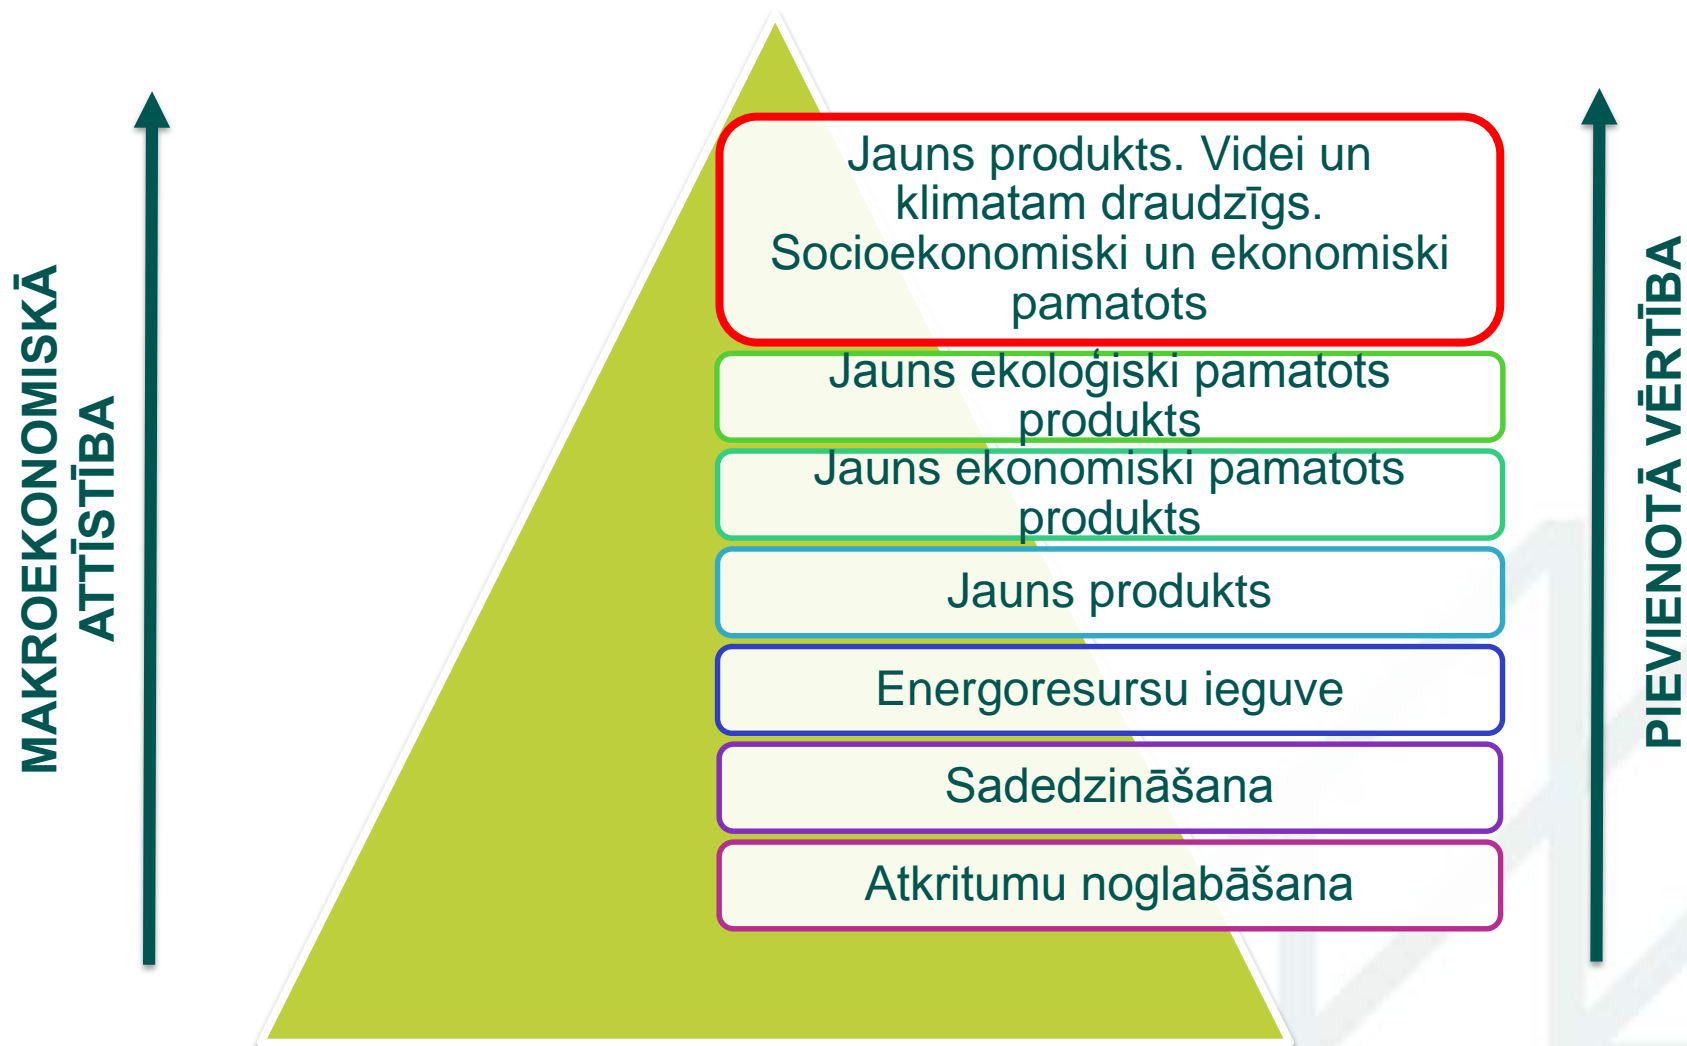 MAKROEKONOMISKĀ
ATTĪSTĪBA
Jauns produkts. Videi un
klimatam draudzīgs.
Socioekonomiski un ekonomiski
pamatots
Jauns ekoloģiski pamatots
produkts
Jauns ekonomiski pamatots
produkts
Jauns produkts
Energoresursu ieguve
Sadedzināšana
Atkritumu noglabāšana
PIEVIENOTĀ VĒRTĪBA